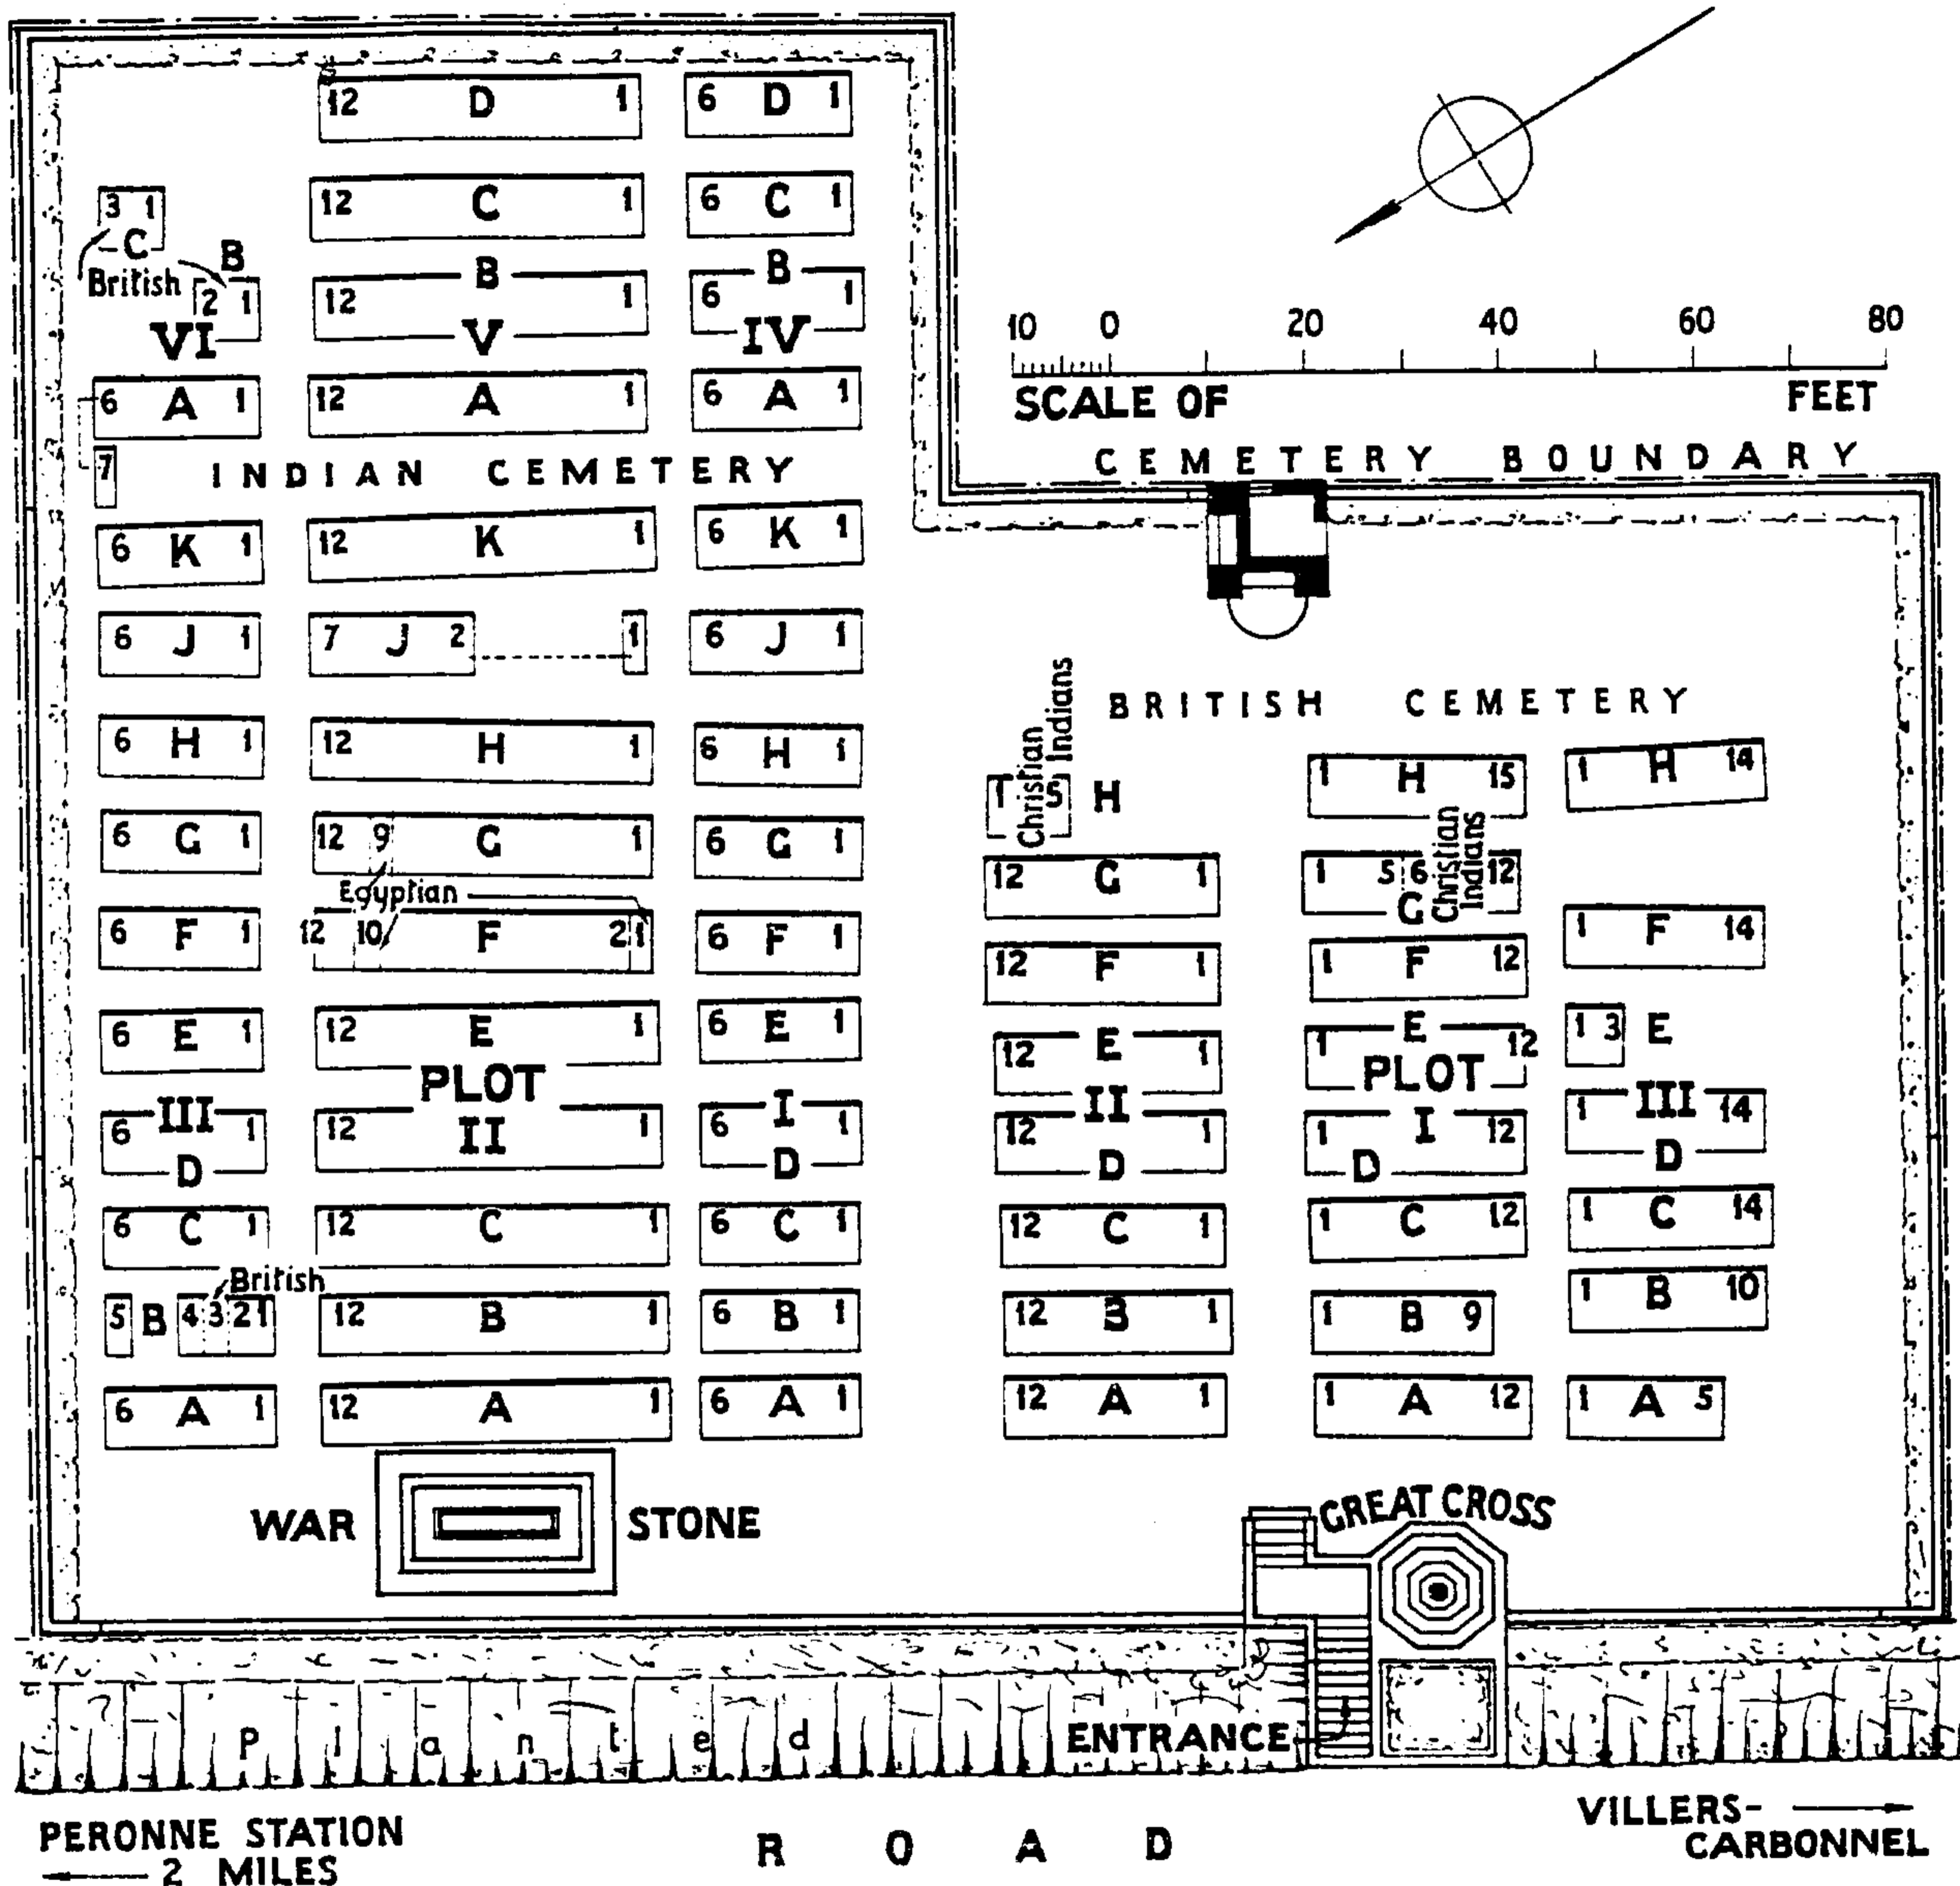 12 D 1 6 D 1
3 1 12 C 1 6 C 1
C
British
B
2 1 12 B 1 6 B 1
VI V IV
10 0 20 40 60 80
SCALE OF FEET
6 A 1 12 A 1 6 A 1
7
INDIAN CEMETERY
CEMETERY BOUNDARY
6 K 1 12 K 1 6 K 1
6 J 1 7 J 2 1 6 J 1
BRITISH CEMETERY
6 H 1 12 H 1 6 H 1
Christian Indians
1 5 H 1 H 15 1 H 14
6 G 1 12 9 G 1 6 G 1
12 G 1 1 5 6 G 12
Christian Indians
Egyptian
6 F 1 12 10 F 2 1 6 F 1
12 F 1 1 F 12 1 F 14
6 E 1 12 E 1 6 E 1
12 E 1 1 E 12 1 3 E
PLOT PLOT
III II I II I III
6 D 1 12 1 6 D 1
12 D 1 1 D 12 1 D 14
6 C 1 12 C 1 6 C 1
12 C 1 1 C 12 1 C 14
British
5 B 4 3 2 1 12 B 1 6 B 1
12 B 1 1 B 9 1 B 10
6 A 1 12 A 1 6 A 1
12 A 1 1 A 12 1 A 5
WAR STONE
GREAT CROSS
Planted
ENTRANCE
PERONNE STATION
2 MILES
ROAD
VILLERS-
CARBONNEL